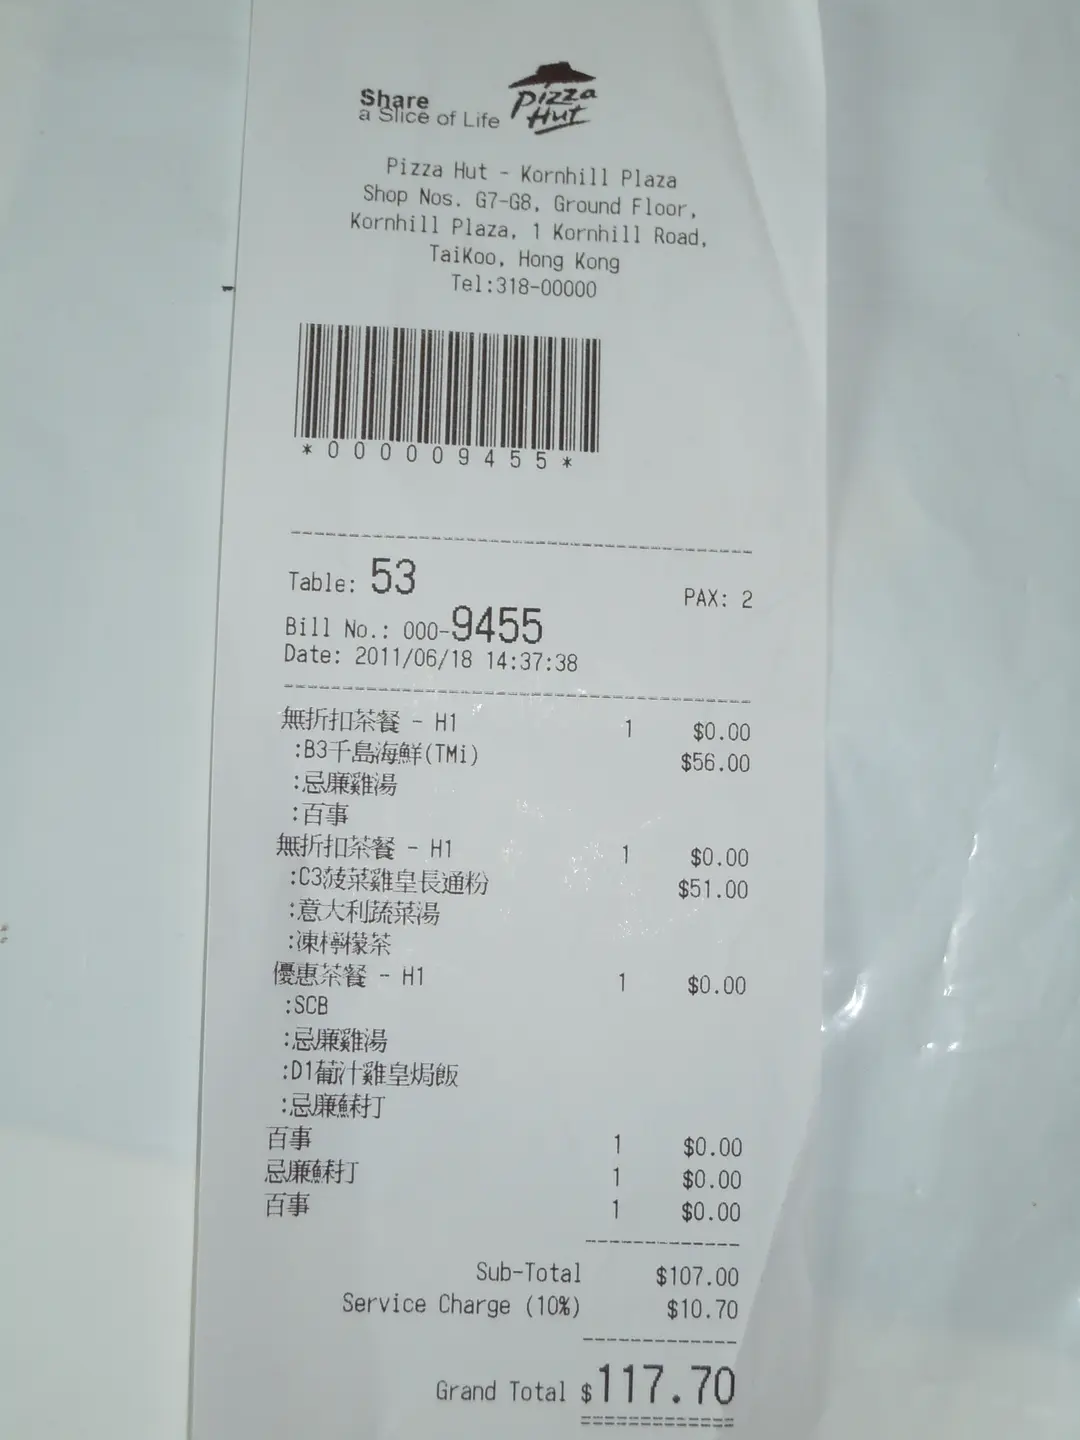 Share
a Slice of Life
Pizza Hut
Pizza Hut - Kornhill Plaza
Shop Nos. G7-G8, Ground Floor,
Kornhill Plaza, 1 Kornhill Road,
TaiKoo, Hong Kong
Tel:318-00000
*000009455*
Table: 53 PAX: 2
Bill No.: 000-9455
Date: 2011/06/18 14:37:38
無折扣茶餐 - H1 1 $0.00
:B3千島海鮮(TMi) $56.00
:忌廉雞湯
:百事
無折扣茶餐 - H1 1 $0.00
:C3菠菜雞皇長通粉 $51.00
:意大利蔬菜湯
:凍檸檬茶
優惠茶餐 - H1 1 $0.00
:SCB
:忌廉雞湯
:D1葡汁雞皇焗飯
:忌廉蘇打
百事 1 $0.00
忌廉蘇打 1 $0.00
百事 1 $0.00
Sub-Total $107.00
Service Charge (10%) $10.70
Grand Total $117.70